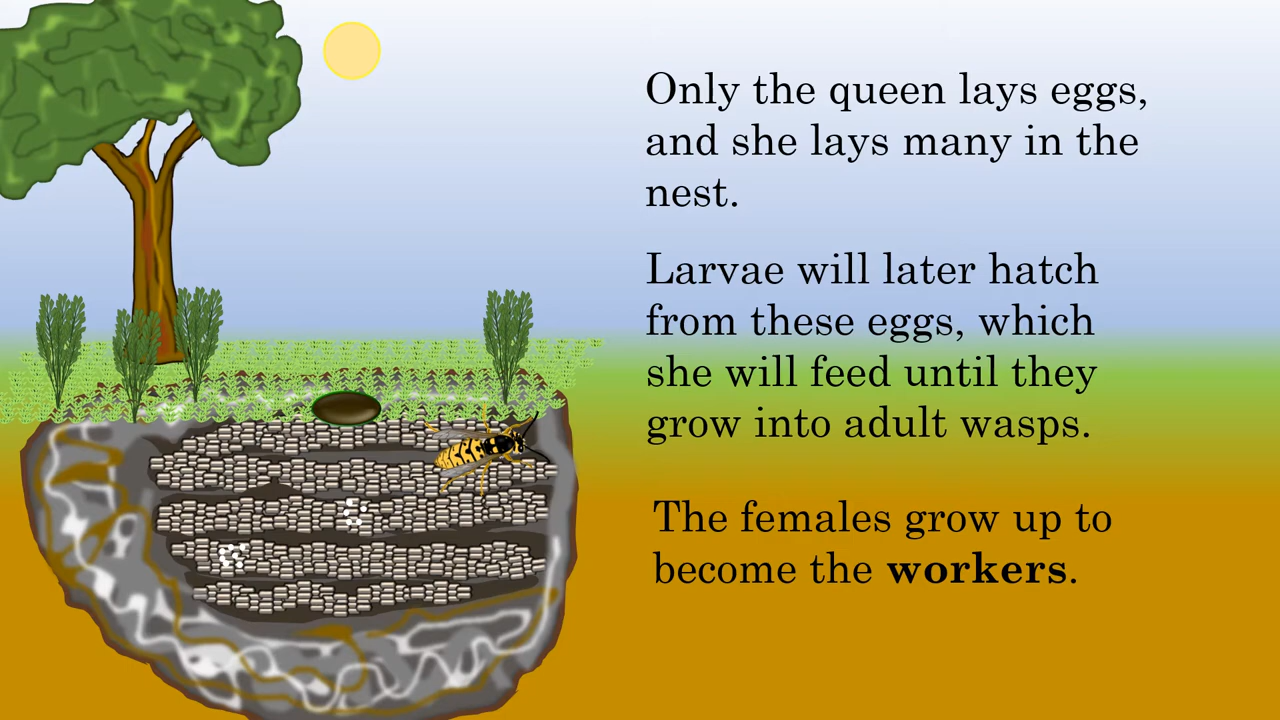 Only the queen lays eggs,
and she lays many in the
nest.
Larvae will later hatch
from these eggs, which
she will feed until they
grow into adult wasps.
The females grow up to
become the workers.